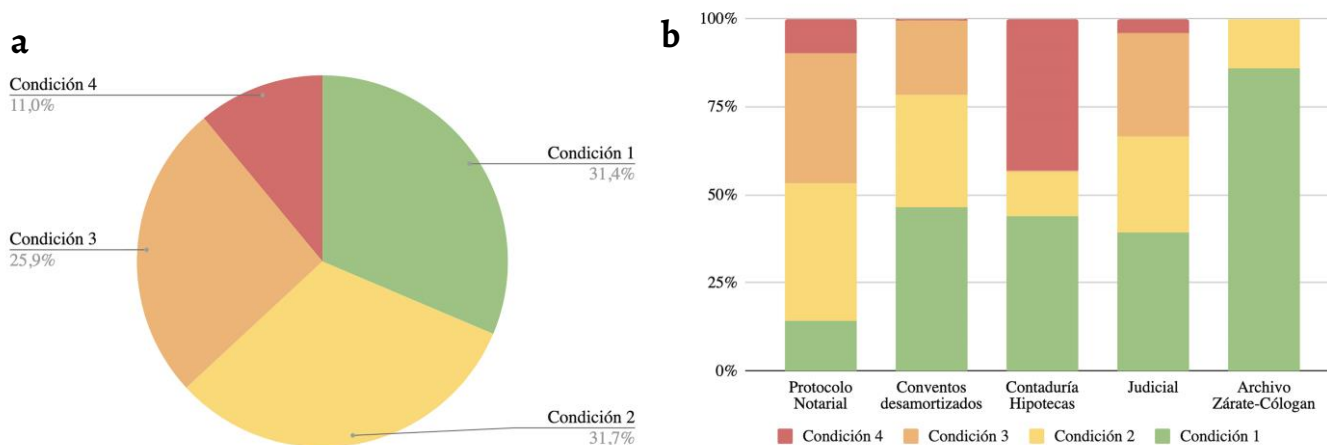 a
Condición 4
11,0%
Condición 1
31,4%
Condición 3
25,9%
Condición 2
31,7%
b
100%
75%
50%
25%
0%
Protocolo
Notarial
Conventos
desamortizados
Contaduría
Hipotecas
Judicial
Archivo
Zárate-Cólogan
Condición 4
Condición 3
Condición 2
Condición 1